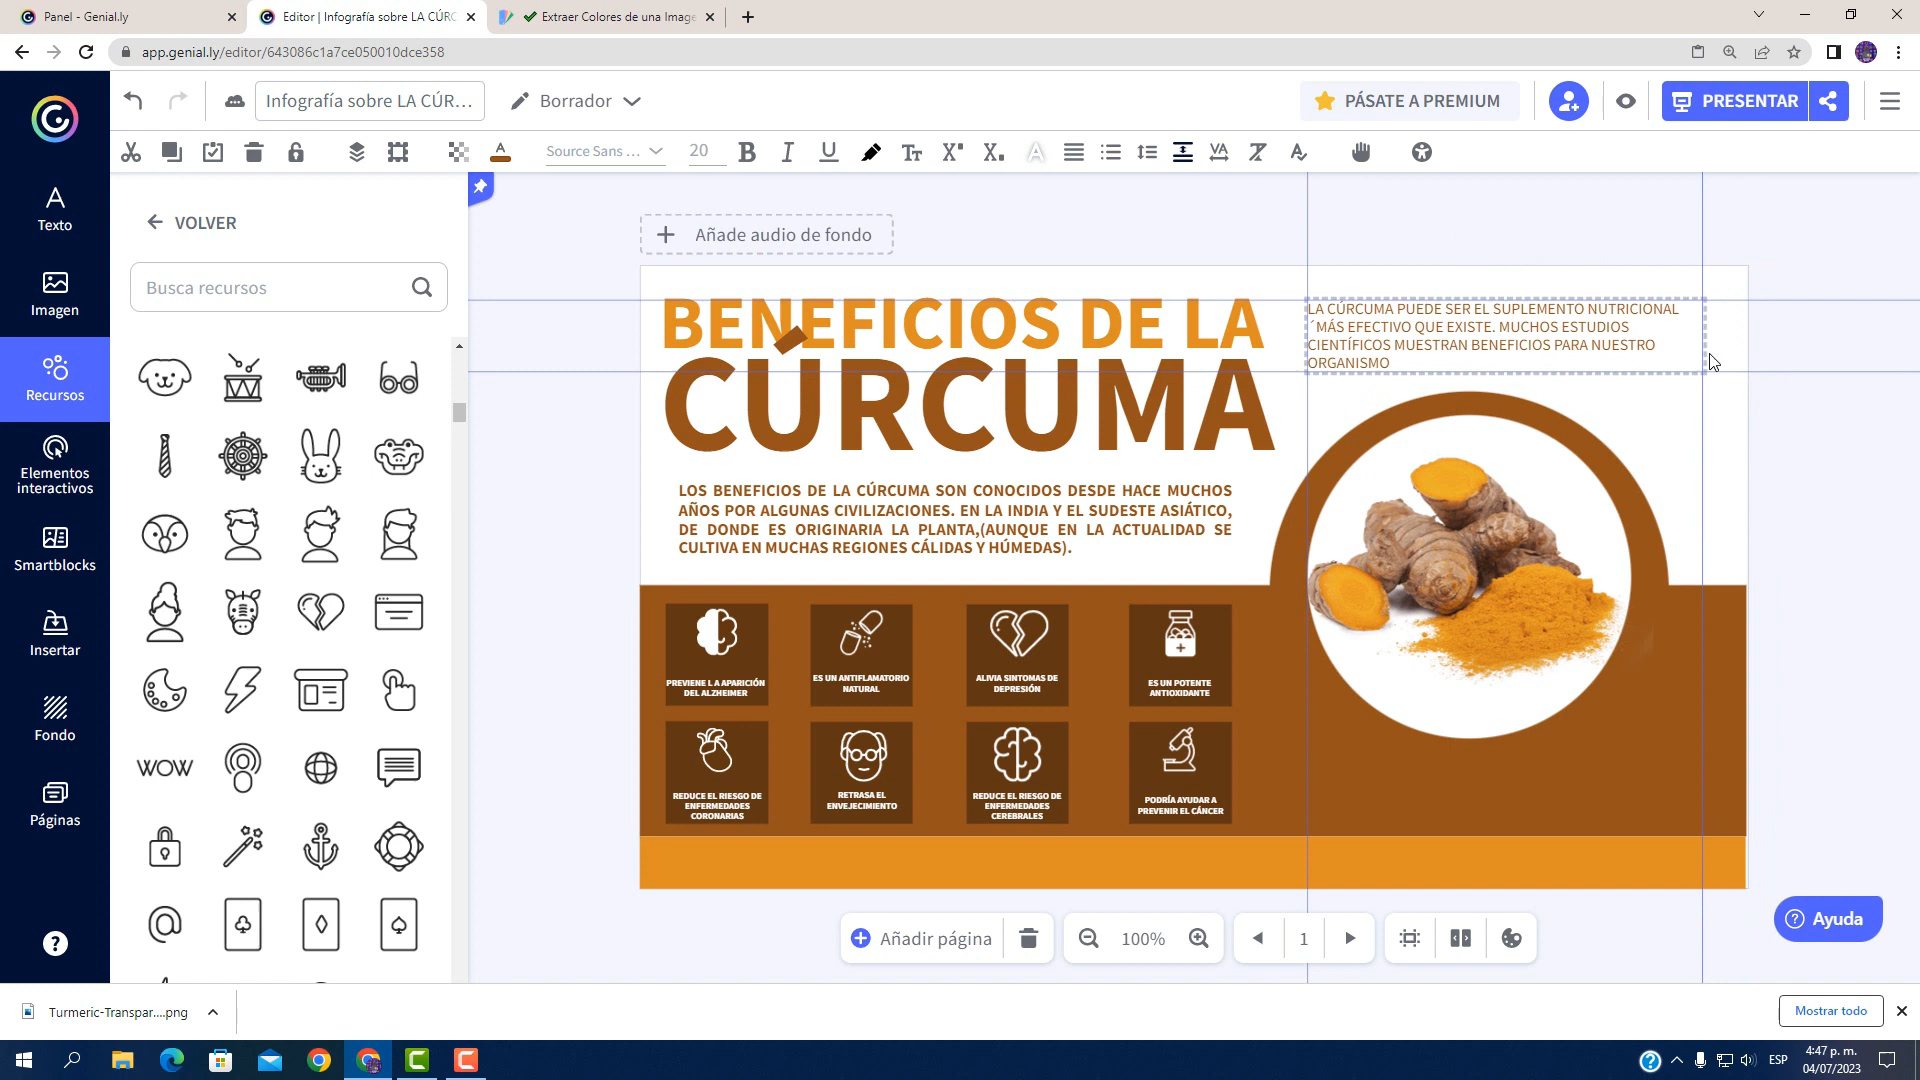 Panel - Genial.ly
Editor | Infografía sobre LA CÚRC
Extraer Colores de una Image
app.genial.ly/editor/643086c1a7ce050010dce358
Infografía sobre LA CÚR...
Borrador
PÁSATE A PREMIUM
PRESENTAR
Source Sans ...
20
Texto
Imagen
Recursos
Elementos
interactivos
Smartblocks
Insertar
Fondo
Páginas
VOLVER
Busca recursos
WOW
Añade audio de fondo
BENEFICIOS DE LA
CÚRCUMA
LA CÚRCUMA PUEDE SER EL SUPLEMENTO NUTRICIONAL
´MÁS EFECTIVO QUE EXISTE. MUCHOS ESTUDIOS
CIENTÍFICOS MUESTRAN BENEFICIOS PARA NUESTRO
ORGANISMO
LOS BENEFICIOS DE LA CÚRCUMA SON CONOCIDOS DESDE HACE MUCHOS
AÑOS POR ALGUNAS CIVILIZACIONES. EN LA INDIA Y EL SUDESTE ASIÁTICO,
DE DONDE ES ORIGINARIA LA PLANTA,(AUNQUE EN LA ACTUALIDAD SE
CULTIVA EN MUCHAS REGIONES CÁLIDAS Y HÚMEDAS).
PREVIENE L A APARICIÓN
DEL ALZHEIMER
ES UN ANTIFLAMATORIO
NATURAL
ALIVIA SINTOMAS DE
DEPRESIÓN
ES UN POTENTE
ANTIOXIDANTE
REDUCE EL RIESGO DE
ENFERMEDADES
CORONARIAS
RETRASA EL
ENVEJECIMIENTO
REDUCE EL RIESGO DE
ENFERMEDADES
CEREBRALES
PODRÍA AYUDAR A
PREVENIR EL CÁNCER
Añadir página
100%
1
Ayuda
Turmeric-Transpar....png
Mostrar todo
ESP
4:47 p. m.
04/07/2023